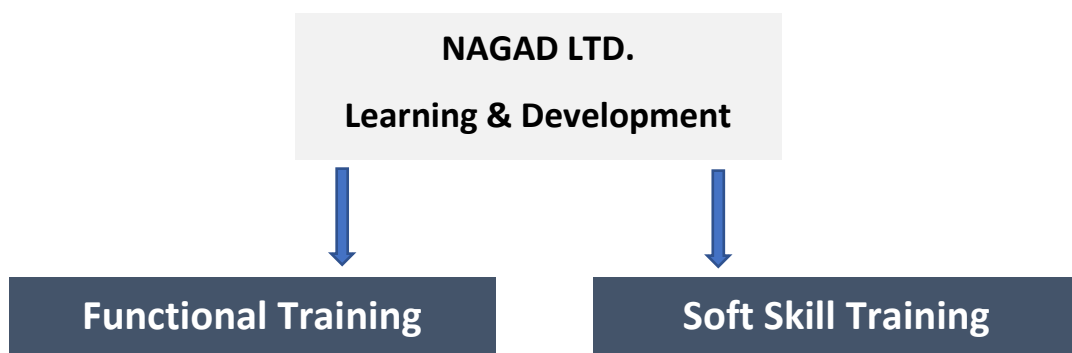 NAGAD LTD.
Learning & Development
Functional Training
Soft Skill Training